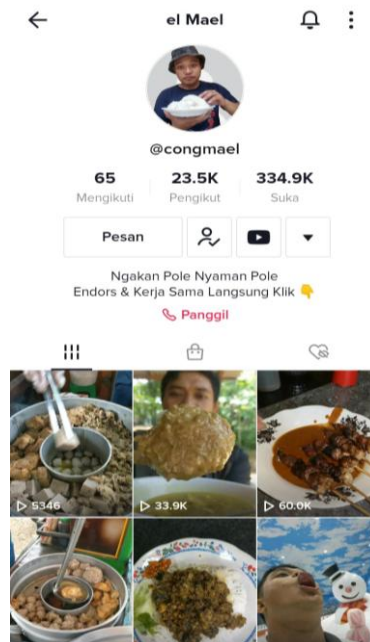 el Mael
@congmael
65 23.5K 334.9K
Mengikuti Pengikut Suka
Pesan
Ngakan Pole Nyaman Pole
Endors & Kerja Sama Langsung Klik 👇
Panggil
5346 33.9K 60.0K